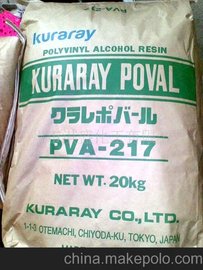 kuraray
POLYVINYL ALCOHOL RESIN
KURARAY POVAL
クラレポバール
PVA-217
NET WT. 20kg
KURARAY CO., LTD.
1-1-3 OTEMACHI, CHIYODA-KU, TOKYO, JAPAN
china.makepolo.com